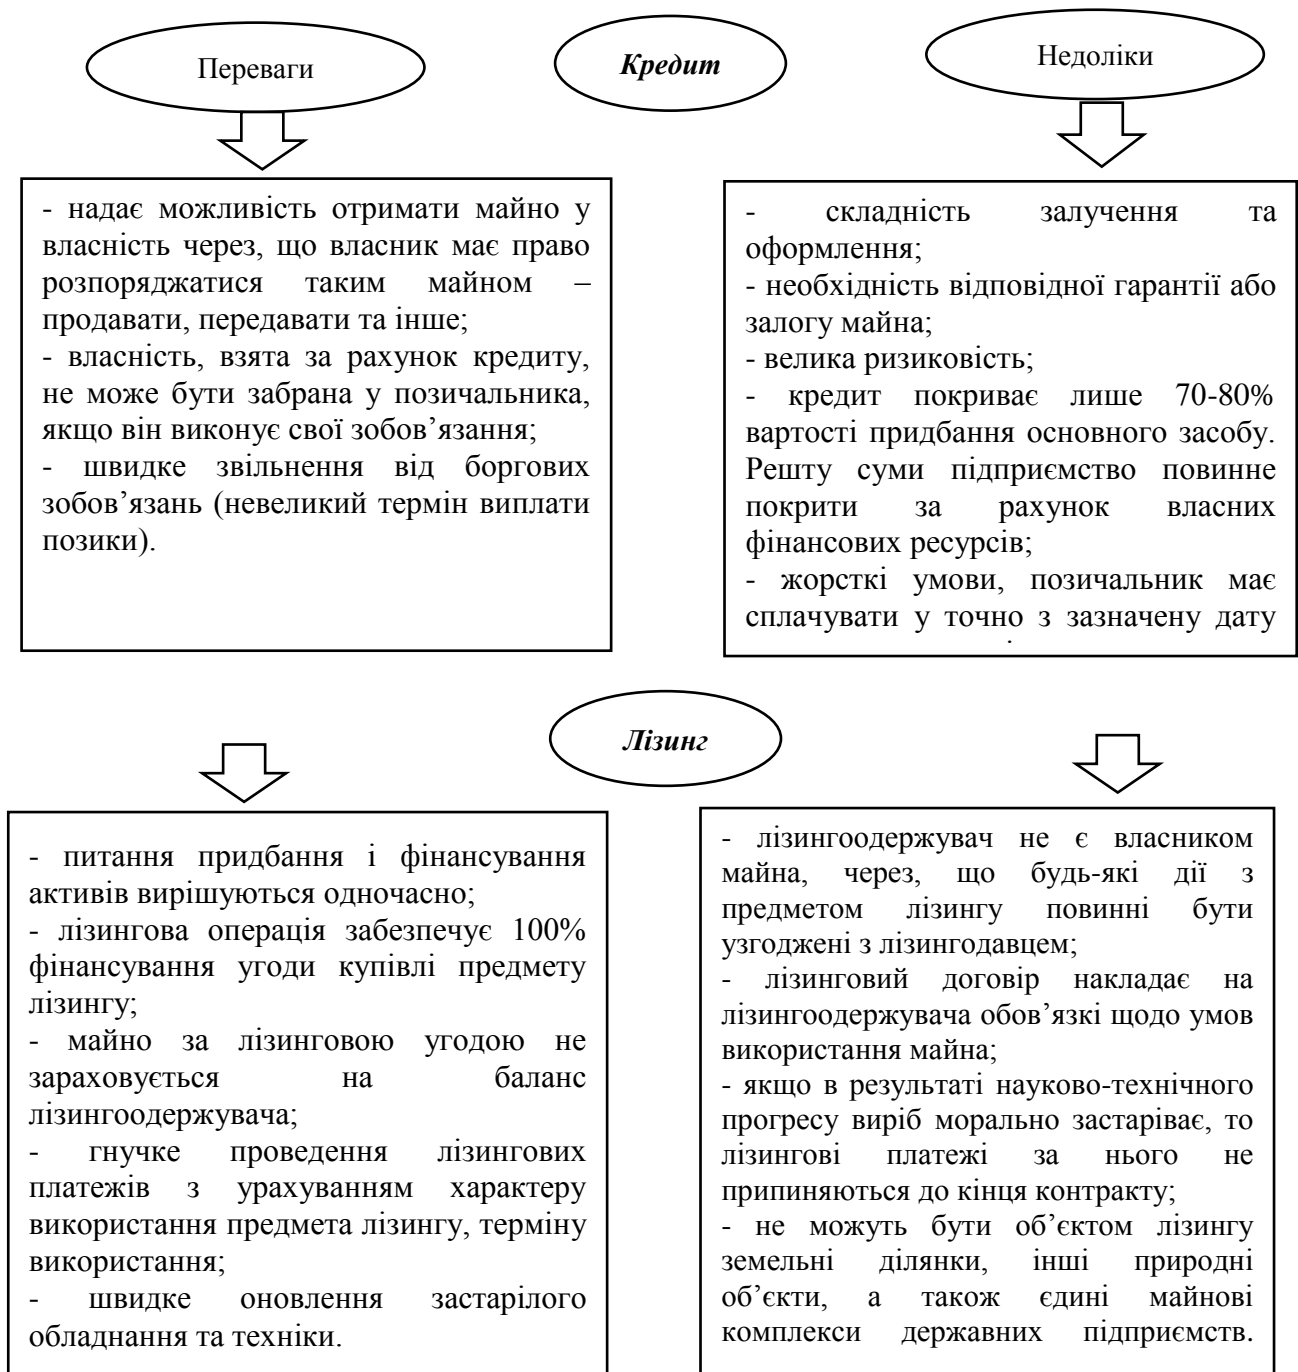 Переваги
Кредит
Недоліки
- надає можливість отримати майно у
власність через, що власник має право
розпоряджатися таким майном –
продавати, передавати та інше;
- власність, взята за рахунок кредиту,
не може бути забрана у позичальника,
якщо він виконує свої зобов’язання;
- швидке звільнення від боргових
зобов’язань (невеликий термін виплати
позики).
- складність залучення та
оформлення;
- необхідність відповідної гарантії або
залогу майна;
- велика ризиковість;
- кредит покриває лише 70-80%
вартості придбання основного засобу.
Решту суми підприємство повинне
покрити за рахунок власних
фінансових ресурсів;
- жорсткі умови, позичальник має
сплачувати у точно з зазначену дату
Лізинг
- питання придбання і фінансування
активів вирішуються одночасно;
- лізингова операція забезпечує 100%
фінансування угоди купівлі предмету
лізингу;
- майно за лізинговою угодою не
зараховується на баланс
лізингоодержувача;
- гнучке проведення лізингових
платежів з урахуванням характеру
використання предмета лізингу, терміну
використання;
- швидке оновлення застарілого
обладнання та техніки.
- лізингоодержувач не є власником
майна, через, що будь-які дії з
предметом лізингу повинні бути
узгоджені з лізингодавцем;
- лізинговий договір накладає на
лізингоодержувача обов’язкі щодо умов
використання майна;
- якщо в результаті науково-технічного
прогресу виріб морально застаріває, то
лізингові платежі за нього не
припиняються до кінця контракту;
- не можуть бути об’єктом лізингу
земельні ділянки, інші природні
об’єкти, а також єдині майнові
комплекси державних підприємств.